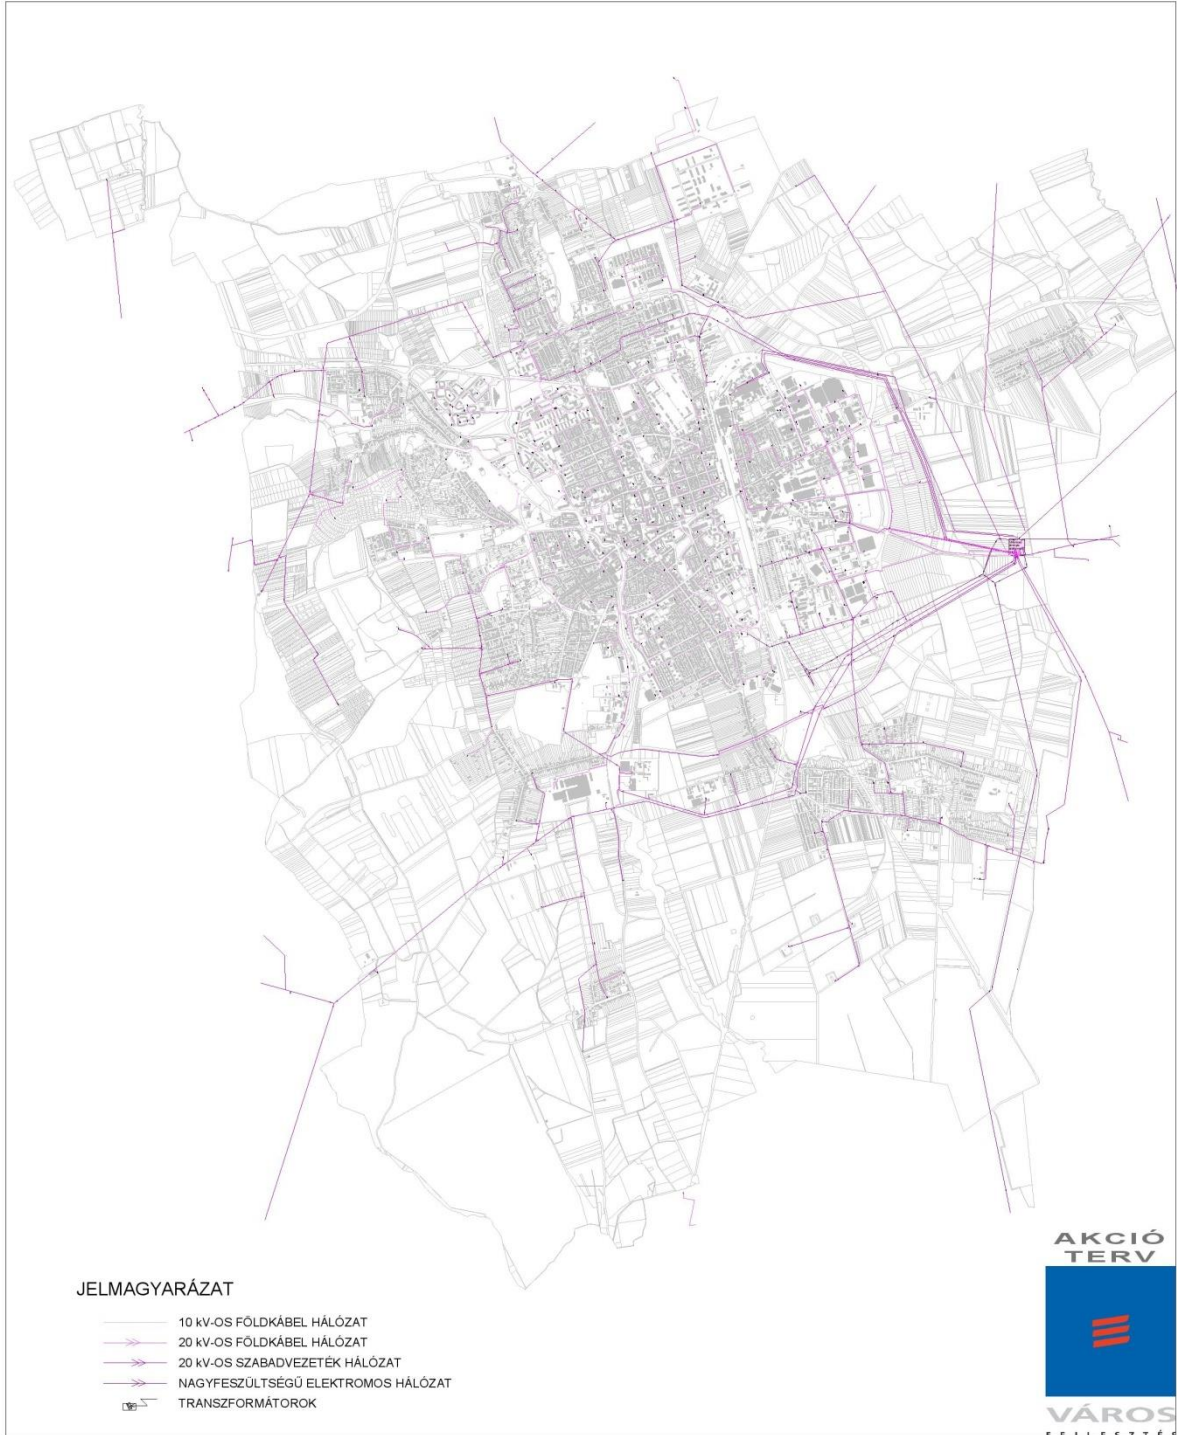 JELMAGYARÁZAT
10 kV-OS FÖLDKÁBEL HÁLÓZAT
20 kV-OS FÖLDKÁBEL HÁLÓZAT
20 kV-OS SZABADVEZETÉK HÁLÓZAT
NAGYFESZÜLTSÉGŰ ELEKTROMOS HÁLÓZAT
TRANSZFORMÁTOROK
AKCIÓ
TERV
VÁROS
FEJLESZTÉS